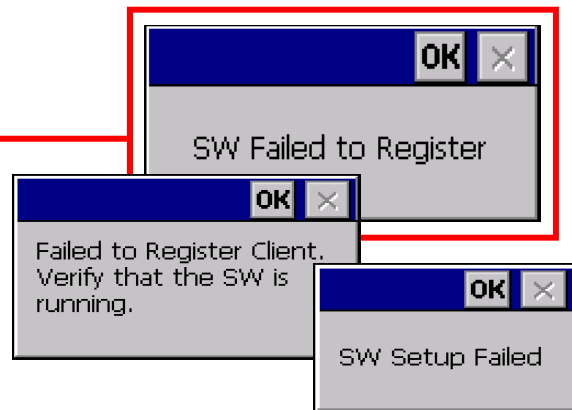 OK
SW Failed to Register
OK
Failed to Register Client.
Verify that the SW is
running.
OK
SW Setup Failed